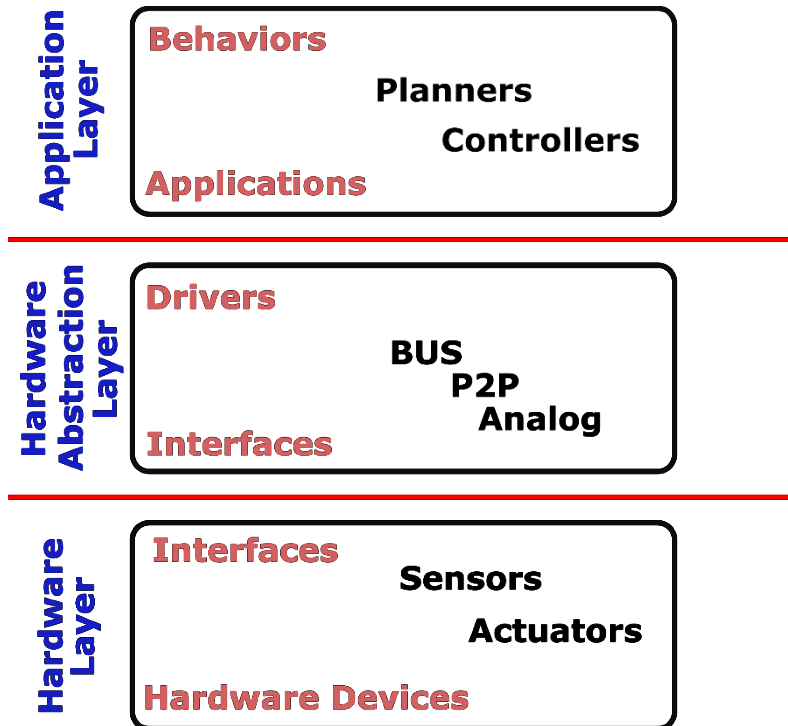 Application
Layer
Behaviors
Planners
Controllers
Applications
Hardware
Abstraction
Layer
Drivers
BUS
P2P
Analog
Interfaces
Hardware
Layer
Interfaces
Sensors
Actuators
Hardware Devices